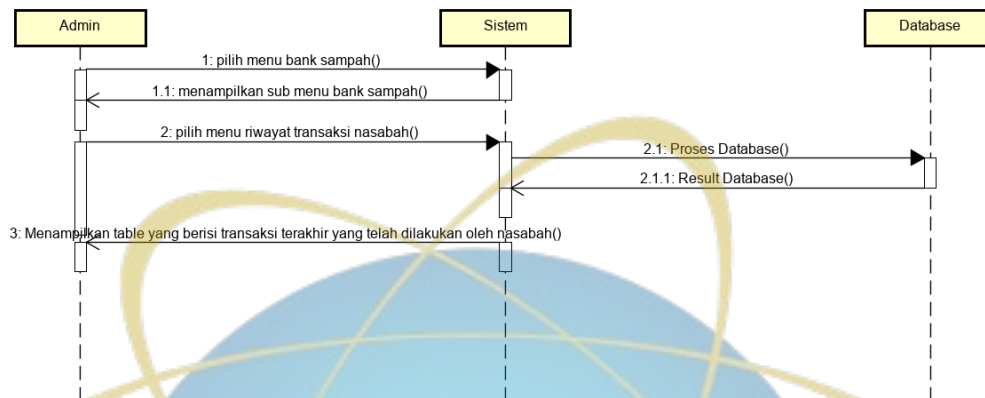 Admin
Sistem
Database
1: pilih menu bank sampah()
1.1: menampilkan sub menu bank sampah()
2: pilih menu riwayat transaksi nasabah()
2.1: Proses Database()
2.1.1: Result Database()
3: Menampilkan table yang berisi transaksi terakhir yang telah dilakukan oleh nasabah()